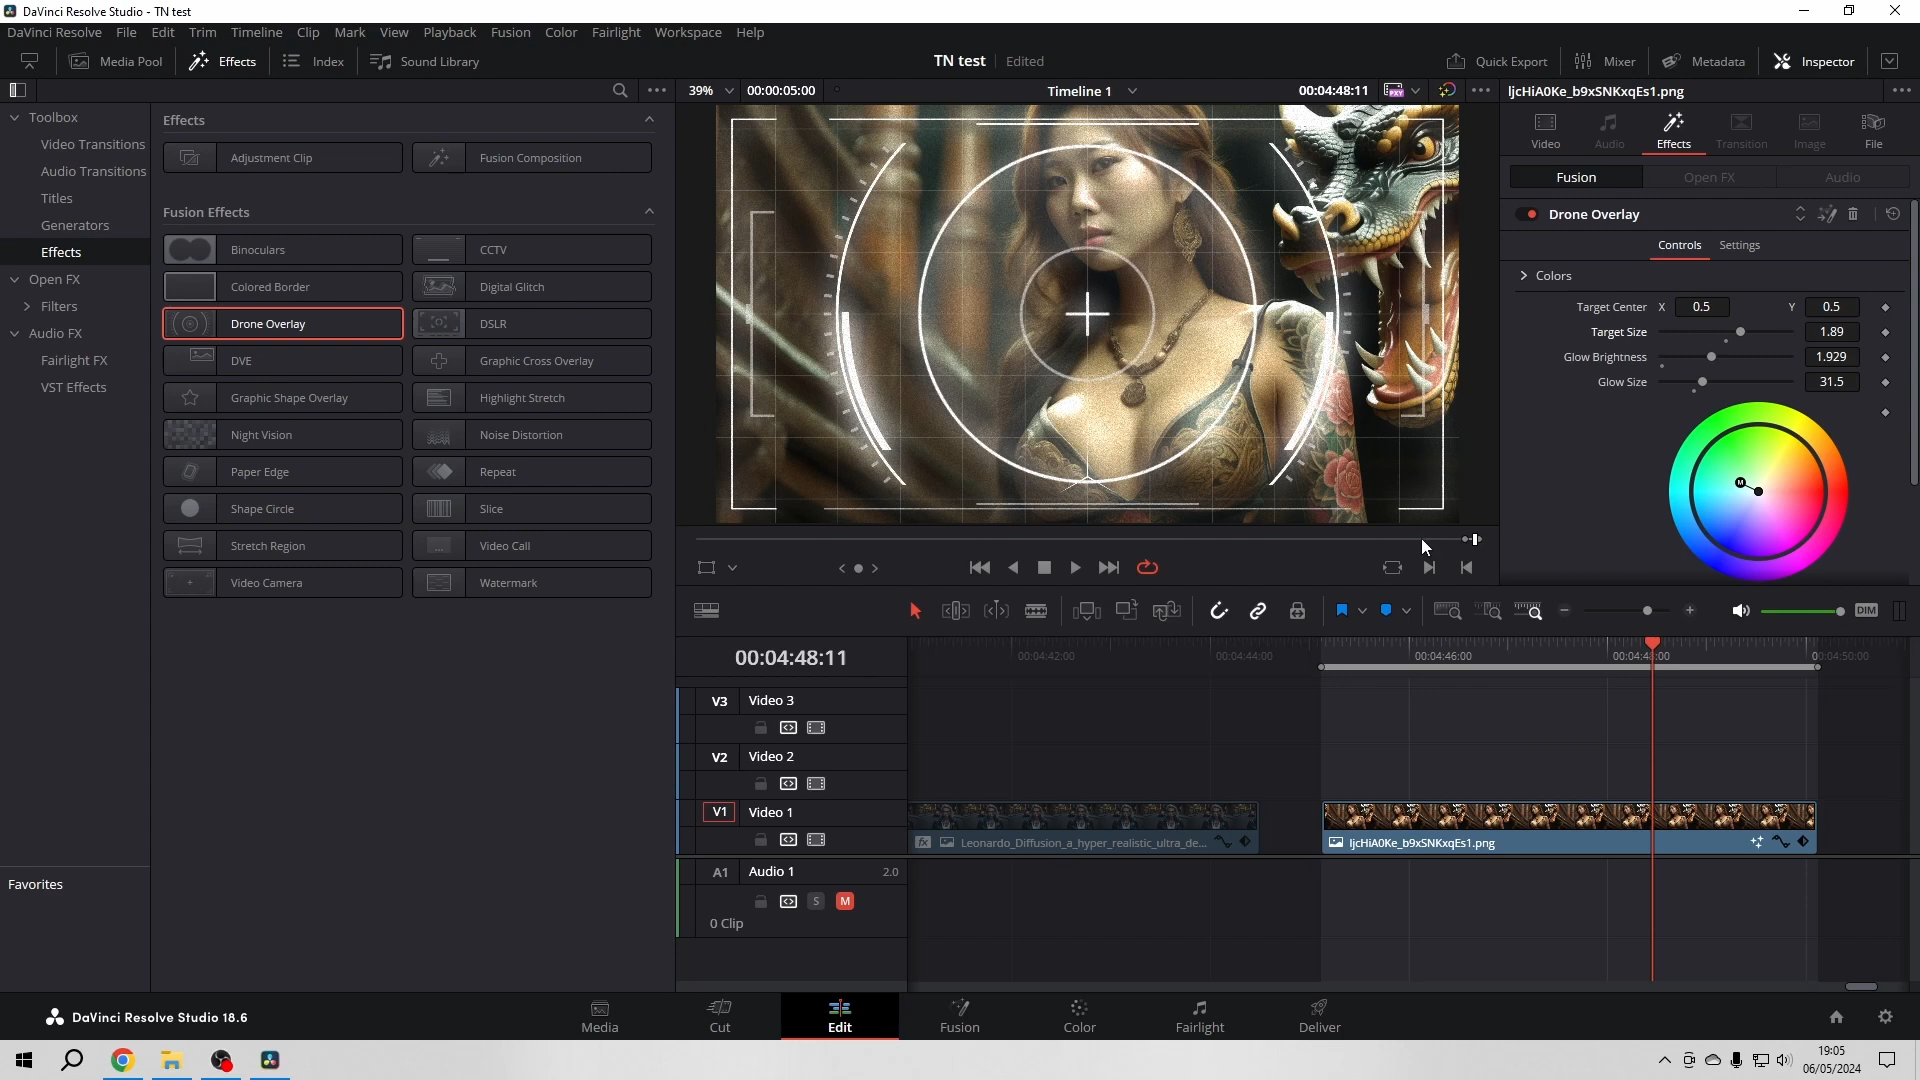 DaVinci Resolve Studio - TN test
DaVinci Resolve File Edit Trim Timeline Clip Mark View Playback Fusion Color Fairlight Workspace Help
Media Pool Effects Index Sound Library TN test Edited Quick Export Mixer Metadata Inspector
39% 00:00:05:00 Timeline 1 00:04:48:11 PXY ljcHiA0Ke_b9xSNKxqEs1.png
Toolbox
Video Transitions
Audio Transitions
Titles
Generators
Effects
Open FX
Filters
Audio FX
Fairlight FX
VST Effects
Favorites
Effects
Adjustment Clip Fusion Composition
Fusion Effects
Binoculars CCTV
Colored Border Digital Glitch
Drone Overlay DSLR
DVE Graphic Cross Overlay
Graphic Shape Overlay Highlight Stretch
Night Vision Noise Distortion
Paper Edge Repeat
Shape Circle Slice
Stretch Region Video Call
Video Camera Watermark
Video Audio Effects Transition Image File
Fusion Open FX Audio
Drone Overlay
Controls Settings
Colors
Target Center X 0.5 Y 0.5
Target Size 1.89
Glow Brightness 1.929
Glow Size 31.5
M
DIM
00:04:48:11
00:04:42:00 00:04:44:00 00:04:46:00 00:04:48:00 00:04:50:00
V3 Video 3
V2 Video 2
V1 Video 1
fx Leonardo_Diffusion_a_hyper_realistic_ultra_de... ljcHiA0Ke_b9xSNKxqEs1.png
A1 Audio 1 2.0
S M
0 Clip
DaVinci Resolve Studio 18.6
Media Cut Edit Fusion Color Fairlight Deliver
19:05
06/05/2024